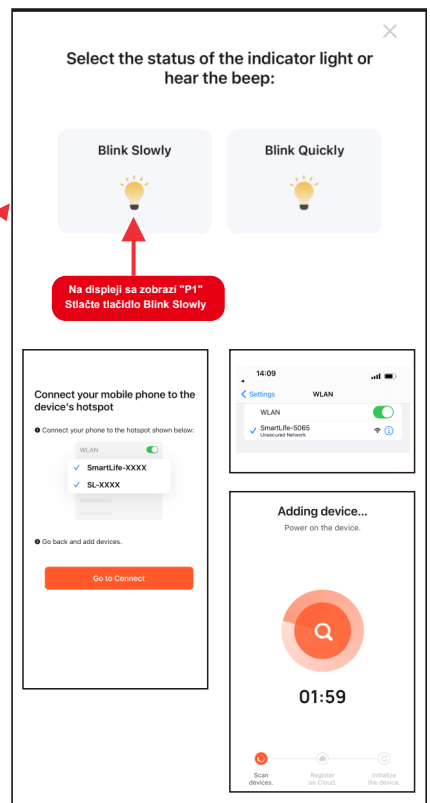 Select the status of the indicator light or
hear the beep:
Blink Slowly
Blink Quickly
Na displeji sa zobrazí "P1"
Stlačte tlačidlo Blink Slowly
Connect your mobile phone to the
device's hotspot
❶ Connect your phone to the hotspot shown below:
WLAN
SmartLife-XXXX
SL-XXXX
❷ Go back and add devices.
Go to Connect
14:09
Settings
WLAN
WLAN
SmartLife-5065
Unsecured Network
Adding device...
Power on the device.
01:59
Scan
devices.
Register
on Cloud.
Initialize
the device.